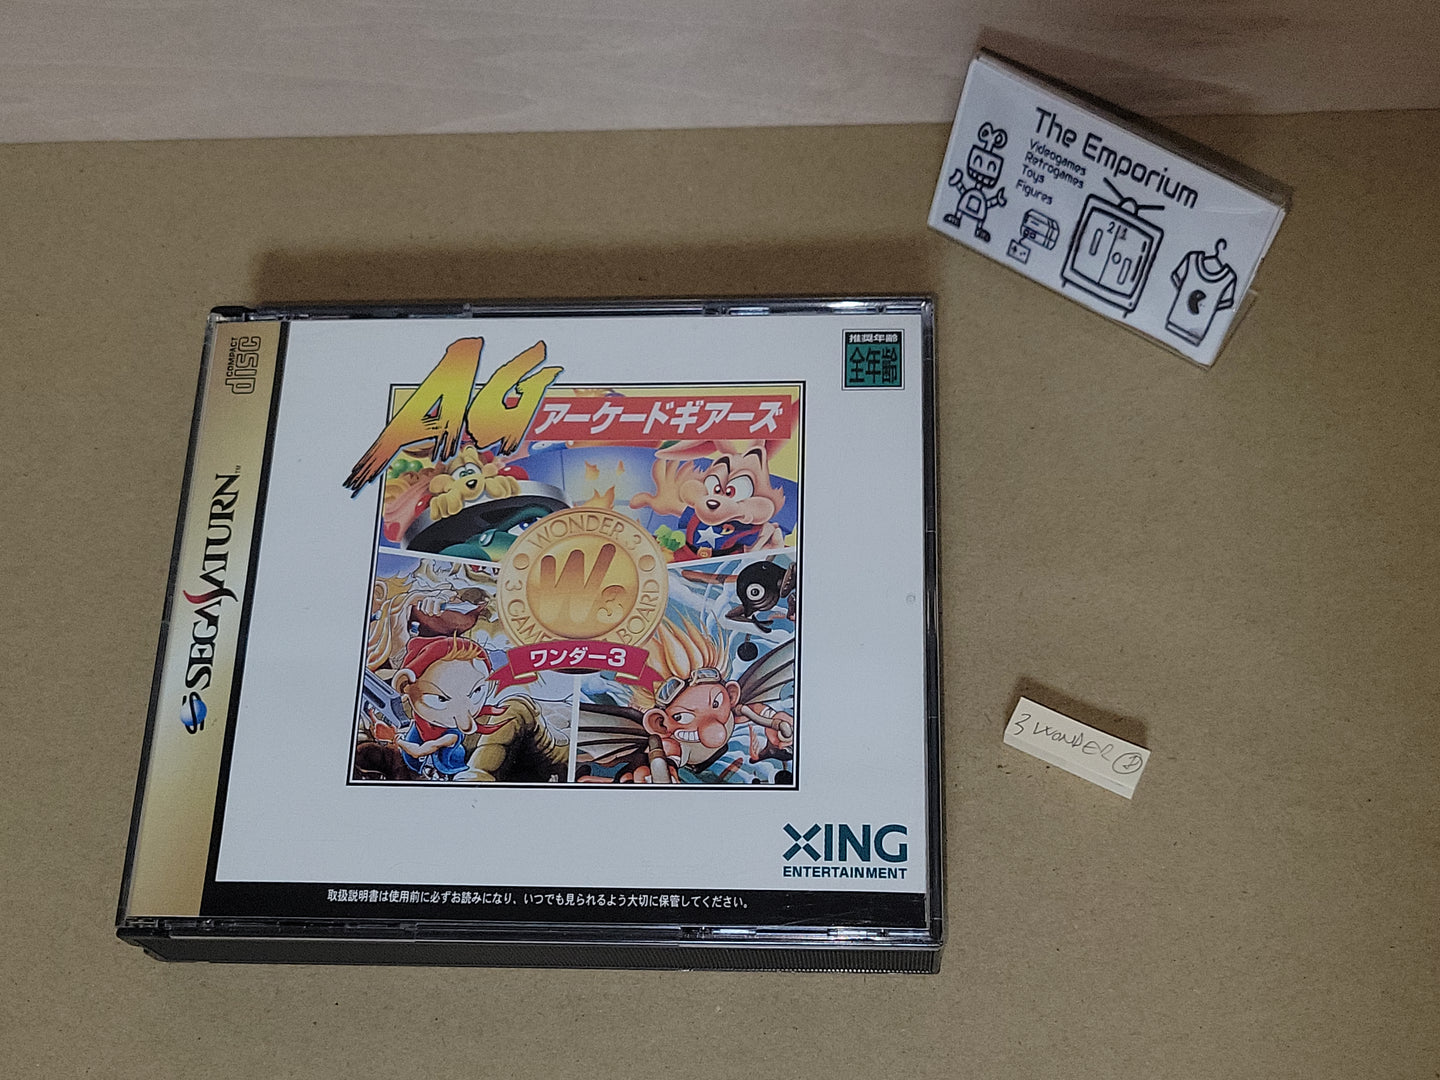 The Emporium
Videogames
Retrogames
Toys
Figures
2 1
COMPACT
disc
SEGA SATURN™
AG
アーケードギアーズ
推奨年齢
全年齢
WONDER 3
W3
3 GAME BOARD
ワンダー3
3 WONDER D
XING
ENTERTAINMENT
取扱説明書は使用前に必ずお読みになり、いつでも見られるよう大切に保管してください。